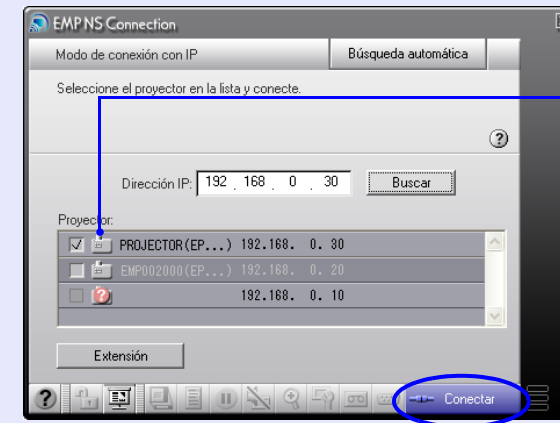 EMP NS Connection
Modo de conexión con IP
Búsqueda automática
Seleccione el proyector en la lista y conecte.
Dirección IP: 192 . 168 . 0 . 30 Buscar
Proyector:
PROJECTOR(EP...) 192.168. 0. 30
EMP002000(EP...) 192.168. 0. 20
192.168. 0. 10
Extensión
Conectar